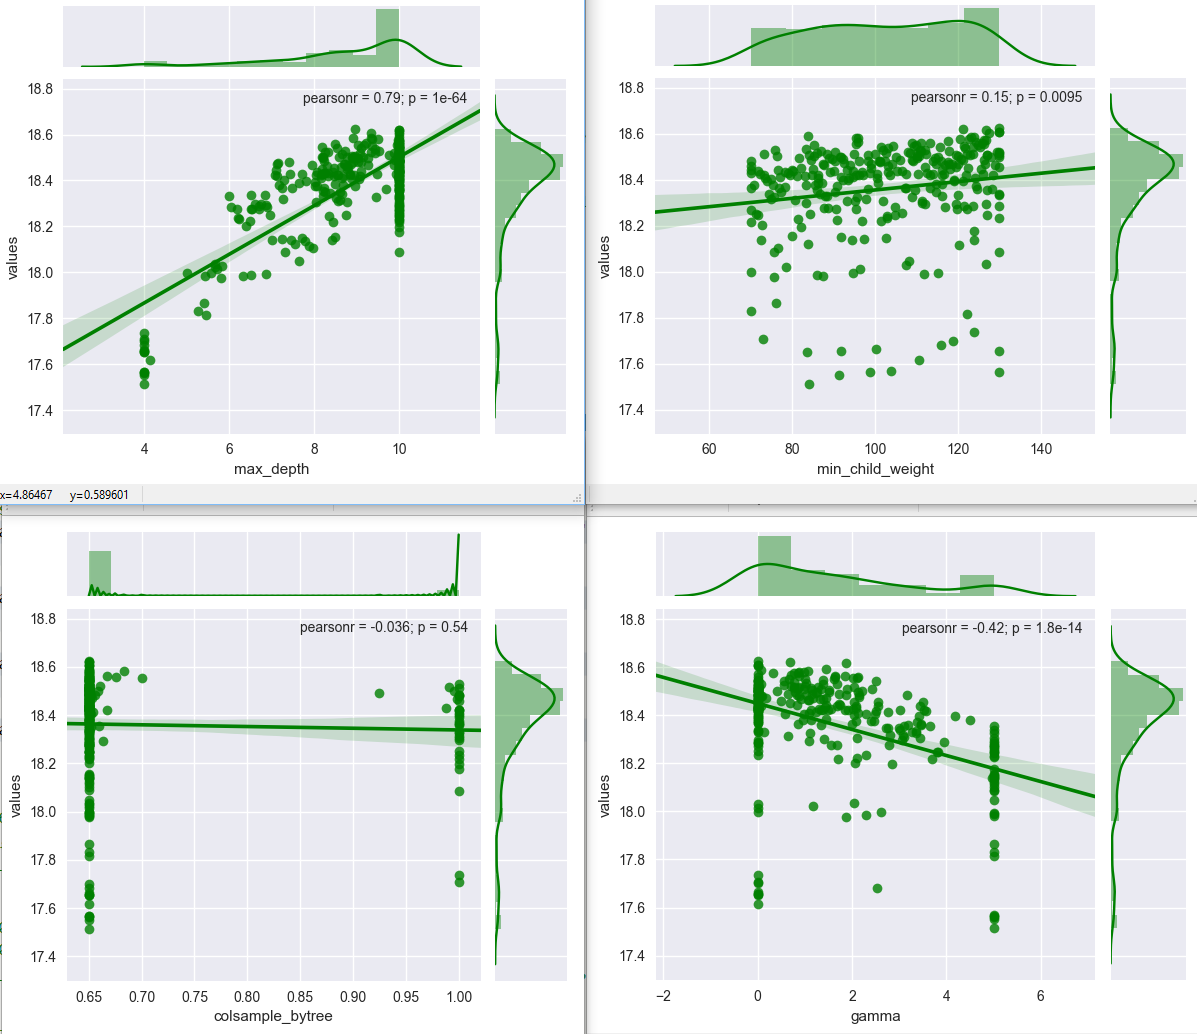 pearsonr = 0.79; p = 1e-64
18.8
18.6
18.4
18.2
18.0
17.8
17.6
17.4
values
4 6 8 10
max_depth
pearsonr = 0.15; p = 0.0095
18.8
18.6
18.4
18.2
18.0
17.8
17.6
17.4
values
60 80 100 120 140
min_child_weight
x=4.86467 y=0.589601
pearsonr = -0.036; p = 0.54
18.8
18.6
18.4
18.2
18.0
17.8
17.6
17.4
values
0.65 0.70 0.75 0.80 0.85 0.90 0.95 1.00
colsample_bytree
pearsonr = -0.42; p = 1.8e-14
18.8
18.6
18.4
18.2
18.0
17.8
17.6
17.4
values
−2 0 2 4 6
gamma